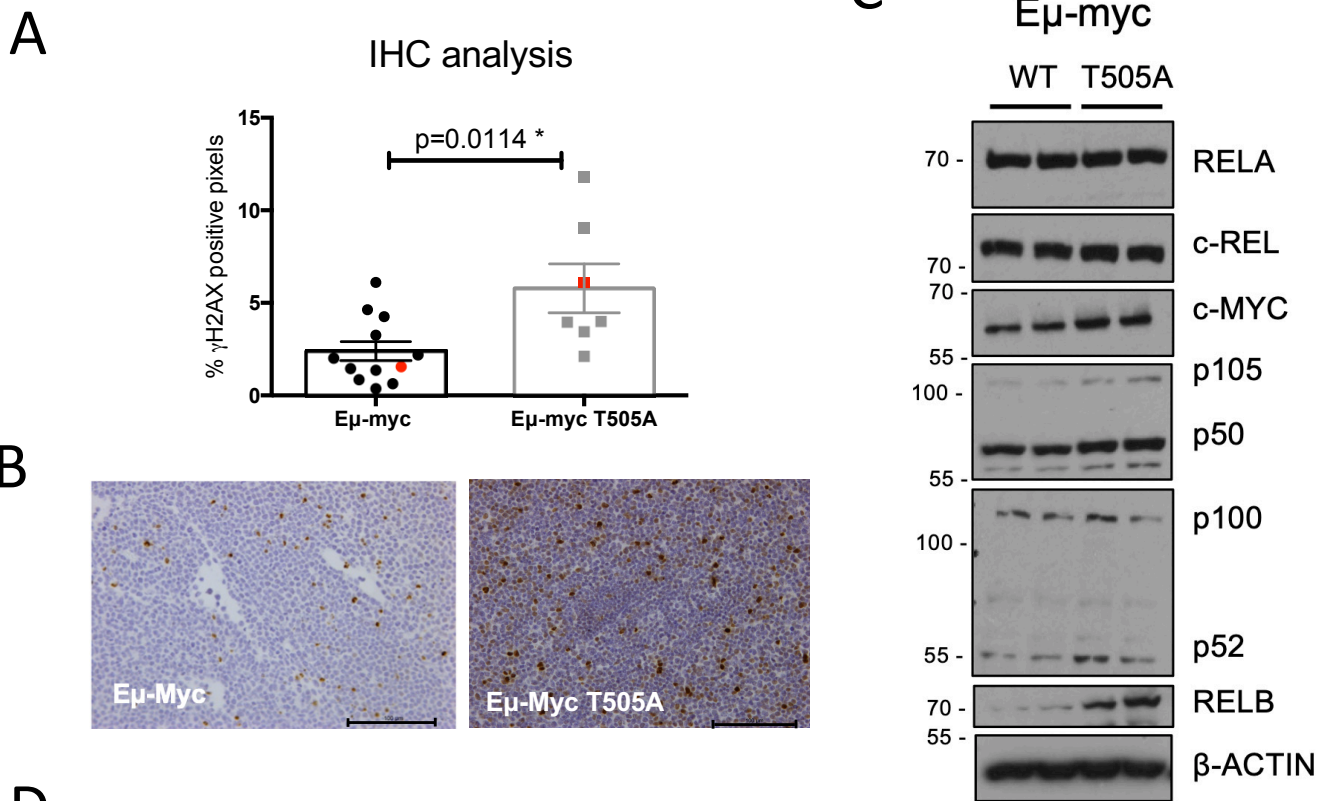 A
IHC analysis
15
10
5
0
% γH2AX positive pixels
p=0.0114 *
Eµ-myc
Eµ-myc T505A
B
Eµ-Myc
Eµ-Myc T505A
Eµ-myc
WT
T505A
70 -
RELA
c-REL
70 -
70 -
c-MYC
55 -
p105
100 -
p50
55 -
p100
100 -
p52
55 -
RELB
70 -
55 -
β-ACTIN